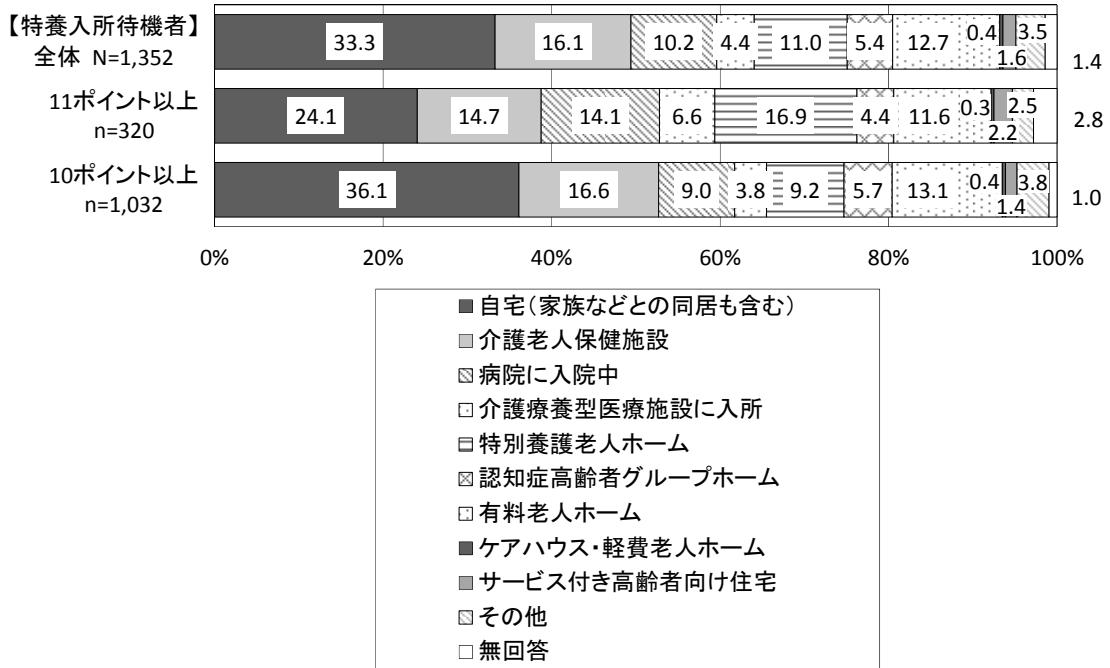 【特養入所待機者】
全体 N=1,352
33.3 16.1 10.2 4.4 11.0 5.4 12.7 0.4 1.6 3.5 1.4
11ポイント以上
n=320
24.1 14.7 14.1 6.6 16.9 4.4 11.6 0.3 2.2 2.5 2.8
10ポイント以上
n=1,032
36.1 16.6 9.0 3.8 9.2 5.7 13.1 0.4 1.4 3.8 1.0
0% 20% 40% 60% 80% 100%
自宅（家族などとの同居も含む）
介護老人保健施設
病院に入院中
介護療養型医療施設に入所
特別養護老人ホーム
認知症高齢者グループホーム
有料老人ホーム
ケアハウス・軽費老人ホーム
サービス付き高齢者向け住宅
その他
無回答